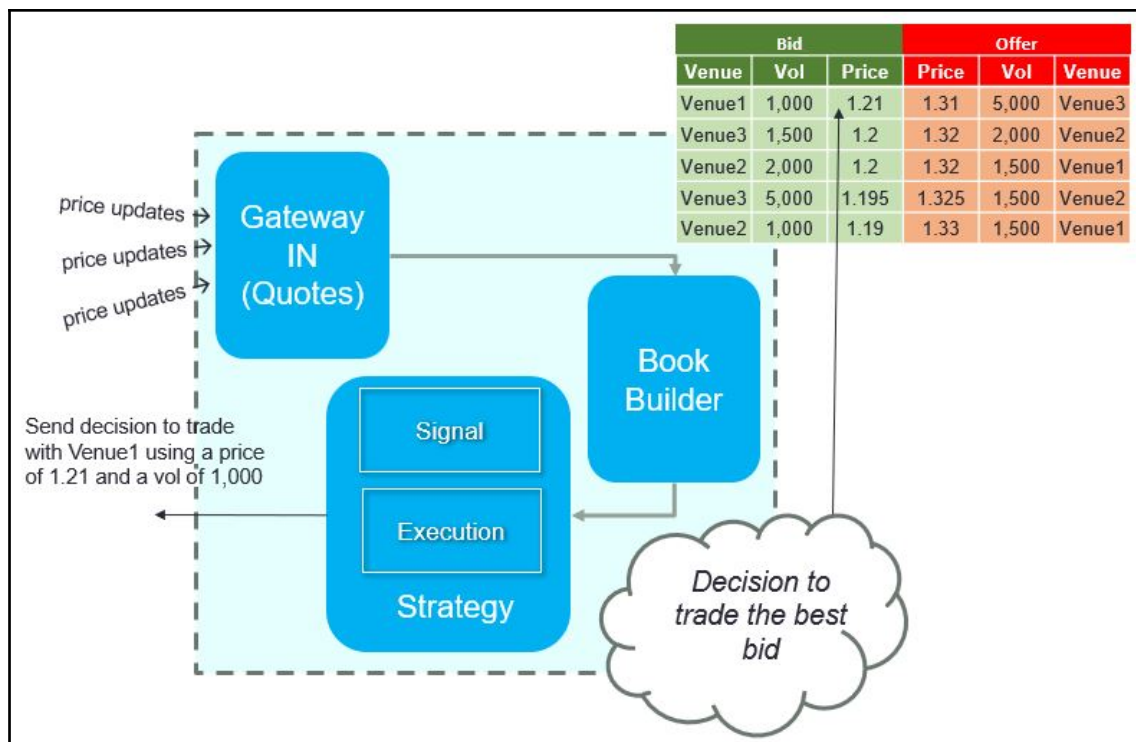 Bid Offer
Venue Vol Price Price Vol Venue
Venue1 1,000 1.21 1.31 5,000 Venue3
Venue3 1,500 1.2 1.32 2,000 Venue2
Venue2 2,000 1.2 1.32 1,500 Venue1
Venue3 5,000 1.195 1.325 1,500 Venue2
Venue2 1,000 1.19 1.33 1,500 Venue1
price updates
price updates
price updates
Gateway
IN
(Quotes)
Book
Builder
Signal
Execution
Strategy
Send decision to trade
with Venue1 using a price
of 1.21 and a vol of 1,000
Decision to
trade the best
bid